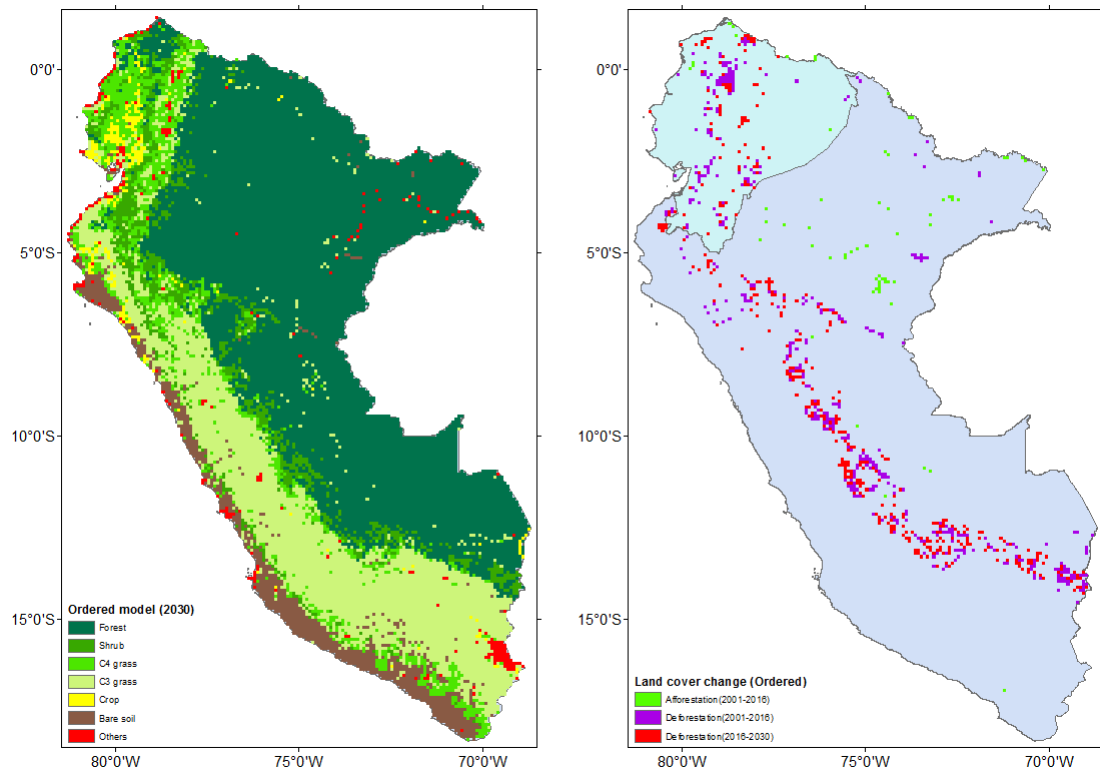 0°0'
5°0'S
10°0'S
15°0'S
Ordered model (2030)
Forest
Shrub
C4 grass
C3 grass
Crop
Bare soil
Others
80°0'W
75°0'W
70°0'W
0°0'
5°0'S
10°0'S
15°0'S
Land cover change (Ordered)
Afforestation(2001-2016)
Deforestation(2001-2016)
Deforestation(2016-2030)
80°0'W
75°0'W
70°0'W